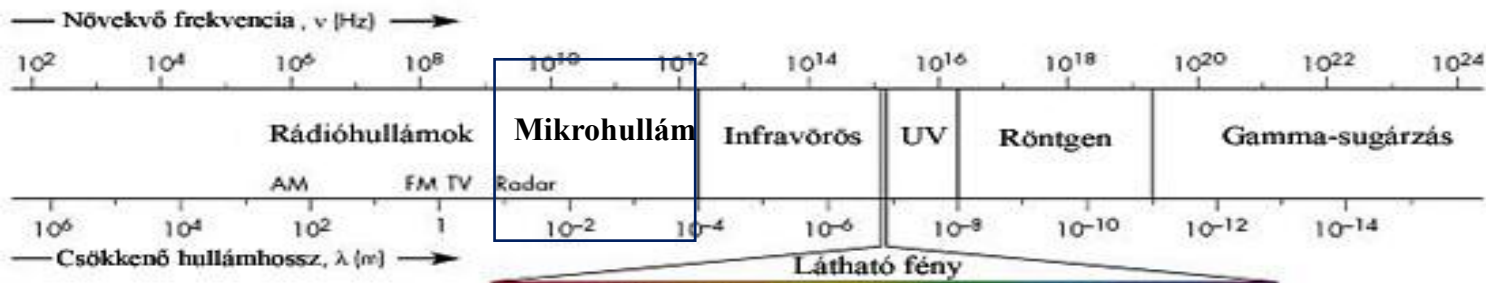 Növekvő frekvencia, ν (Hz)
10² 10⁴ 10⁶ 10⁸ 10¹⁰ 10¹² 10¹⁴ 10¹⁶ 10¹⁸ 10²⁰ 10²² 10²⁴
Rádióhullámok Mikrohullám Infravörös UV Röntgen Gamma-sugárzás
AM FM TV Radar
10⁶ 10⁴ 10² 1 10⁻² 10⁻⁴ 10⁻⁶ 10⁻⁸ 10⁻¹⁰ 10⁻¹² 10⁻¹⁴
Csökkenő hullámhossz, λ (m)
Látható fény